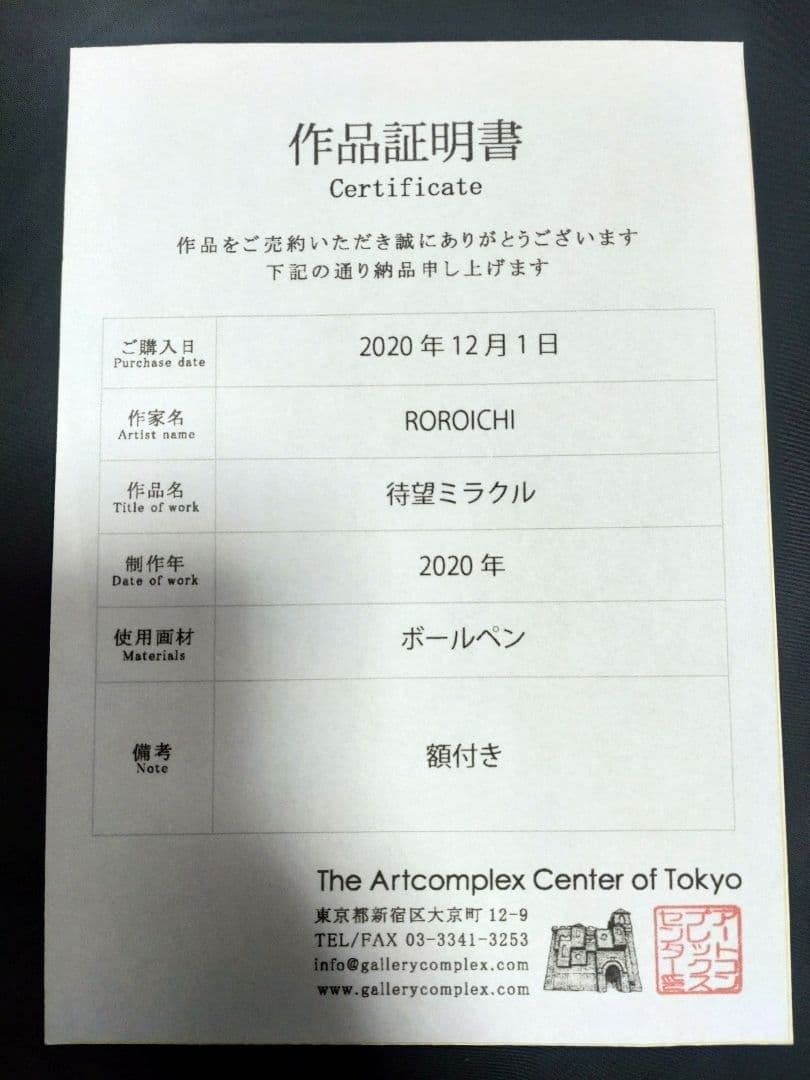 作品証明書
Certificate
作品をご売約いただき誠にありがとうございます
下記の通り納品申し上げます
ご購入日
Purchase date
2020 年 12 月 1 日
作家名
Artist name
ROROICHI
作品名
Title of work
待望ミラクル
制作年
Date of work
2020 年
使用画材
Materials
ボールペン
備考
Note
額付き
The Artcomplex Center of Tokyo
東京都新宿区大京町 12-9
TEL/FAX 03-3341-3253
info@gallerycomplex.com
www.gallerycomplex.com
アートコン
プレックス
センター